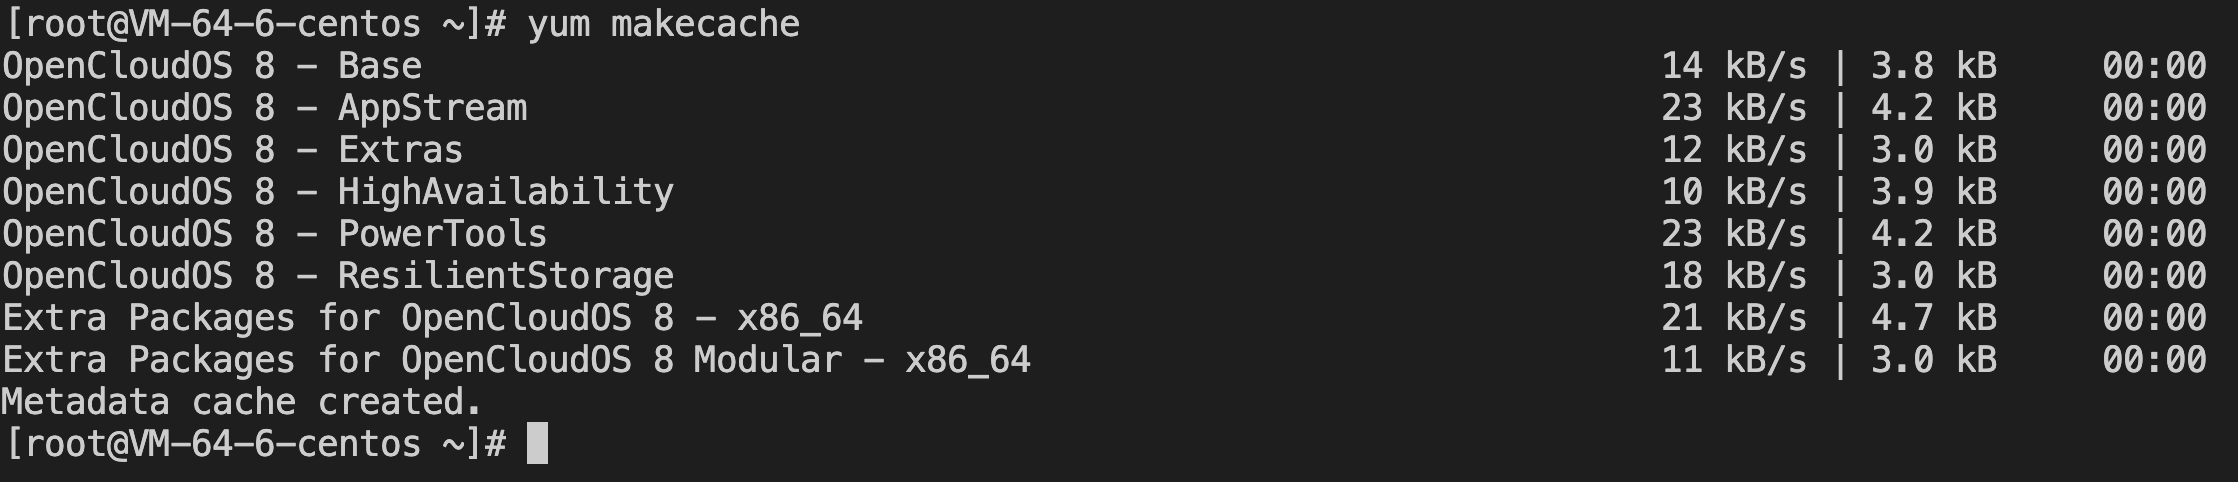 [root@VM-64-6-centos ~]# yum makecache
OpenCloudOS 8 - Base 14 kB/s | 3.8 kB 00:00
OpenCloudOS 8 - AppStream 23 kB/s | 4.2 kB 00:00
OpenCloudOS 8 - Extras 12 kB/s | 3.0 kB 00:00
OpenCloudOS 8 - HighAvailability 10 kB/s | 3.9 kB 00:00
OpenCloudOS 8 - PowerTools 23 kB/s | 4.2 kB 00:00
OpenCloudOS 8 - ResilientStorage 18 kB/s | 3.0 kB 00:00
Extra Packages for OpenCloudOS 8 - x86_64 21 kB/s | 4.7 kB 00:00
Extra Packages for OpenCloudOS 8 Modular - x86_64 11 kB/s | 3.0 kB 00:00
Metadata cache created.
[root@VM-64-6-centos ~]#